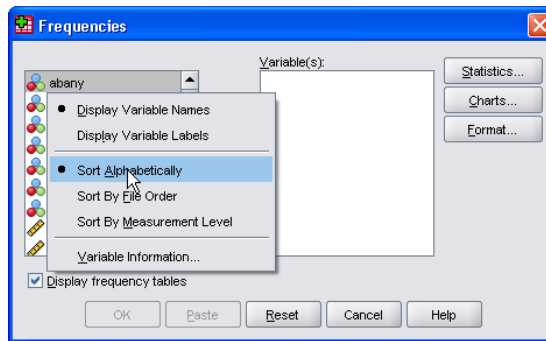 Frequencies
Variable(s):
abany
Display Variable Names
Display Variable Labels
Sort Alphabetically
Sort By File Order
Sort By Measurement Level
Variable Information...
Statistics...
Charts...
Format...
Display frequency tables
OK Paste Reset Cancel Help